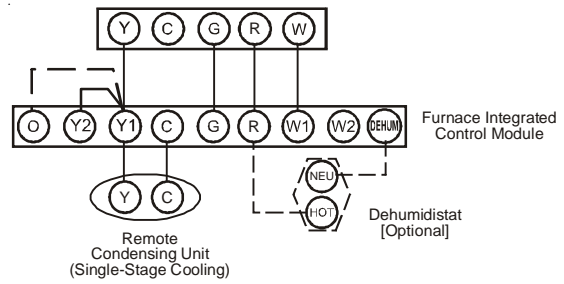 Y C G R W
O Y2 Y1 C G R W1 W2 DEHUM
Furnace Integrated
Control Module
NEU
HOT
Y C
Dehumidistat
[Optional]
Remote
Condensing Unit
(Single-Stage Cooling)